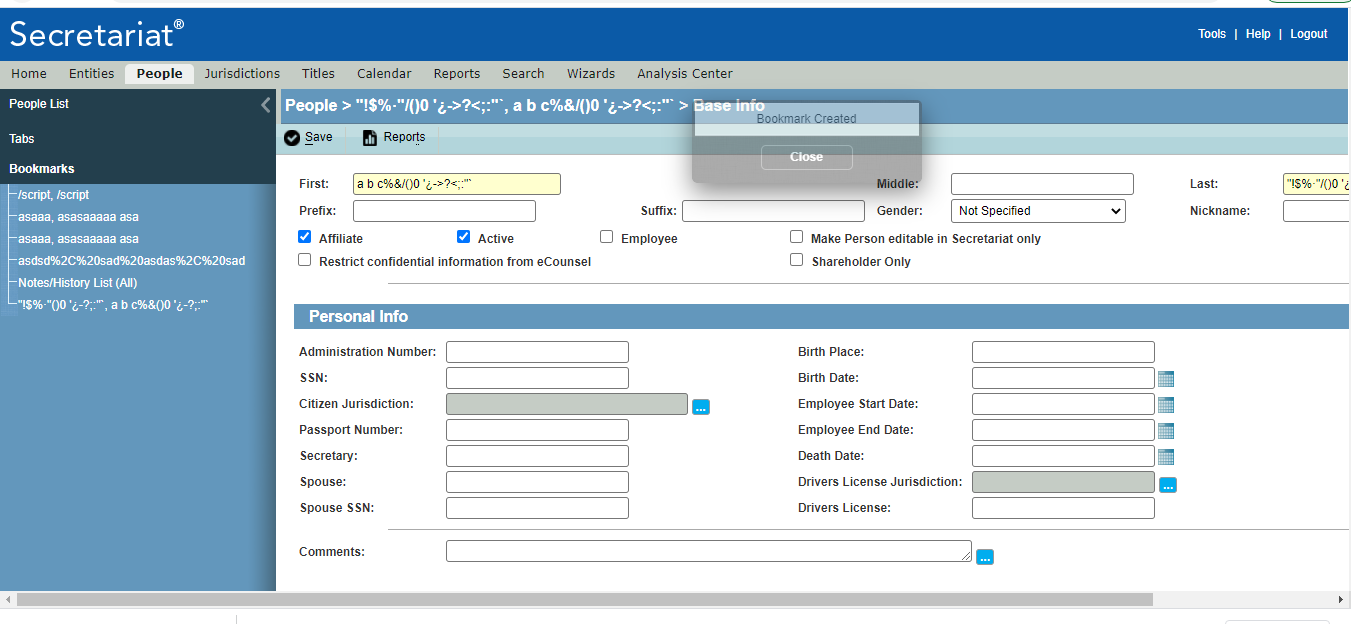 Secretariat®
Tools | Help | Logout
Home Entities People Jurisdictions Titles Calendar Reports Search Wizards Analysis Center
People List
People > "!$%·"/()0 '¿->?<;:"`, a b c%&/()0 '¿->?<;:"` > Base Info
Bookmark Created
Close
Tabs
Save Reports
Bookmarks
/script, /script
asaaa, asasaaaaa asa
asaaa, asasaaaaa asa
asdsd%2C%20sad%20asdas%2C%20sad
Notes/History List (All)
"!$%·"()0 '¿-?;:"`, a b c%&()0 '¿-?;:"`
First: a b c%&/()0 '¿->?<;:"` Middle: Last: "!$%·"/()0 '¿
Prefix: Suffix: Gender: Not Specified Nickname:
Affiliate Active Employee Make Person editable in Secretariat only
Restrict confidential information from eCounsel Shareholder Only
Personal Info
Administration Number: Birth Place:
SSN: Birth Date:
Citizen Jurisdiction: ... Employee Start Date:
Passport Number: Employee End Date:
Secretary: Death Date:
Spouse: Drivers License Jurisdiction: ...
Spouse SSN: Drivers License:
Comments: ...